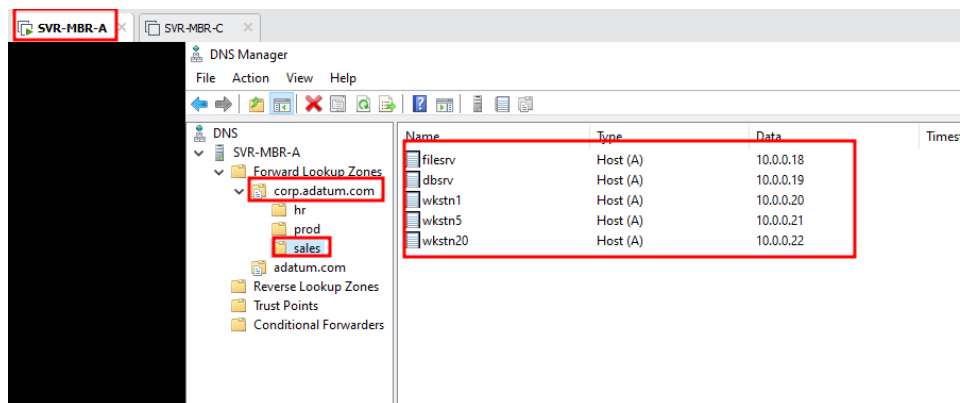 SVR-MBR-A SVR-MBR-C
DNS Manager
File Action View Help
DNS
SVR-MBR-A
Forward Lookup Zones
corp.adatum.com
hr
prod
sales
adatum.com
Reverse Lookup Zones
Trust Points
Conditional Forwarders
Name Type Data Timest
filesrv Host (A) 10.0.0.18
dbsrv Host (A) 10.0.0.19
wkstn1 Host (A) 10.0.0.20
wkstn5 Host (A) 10.0.0.21
wkstn20 Host (A) 10.0.0.22